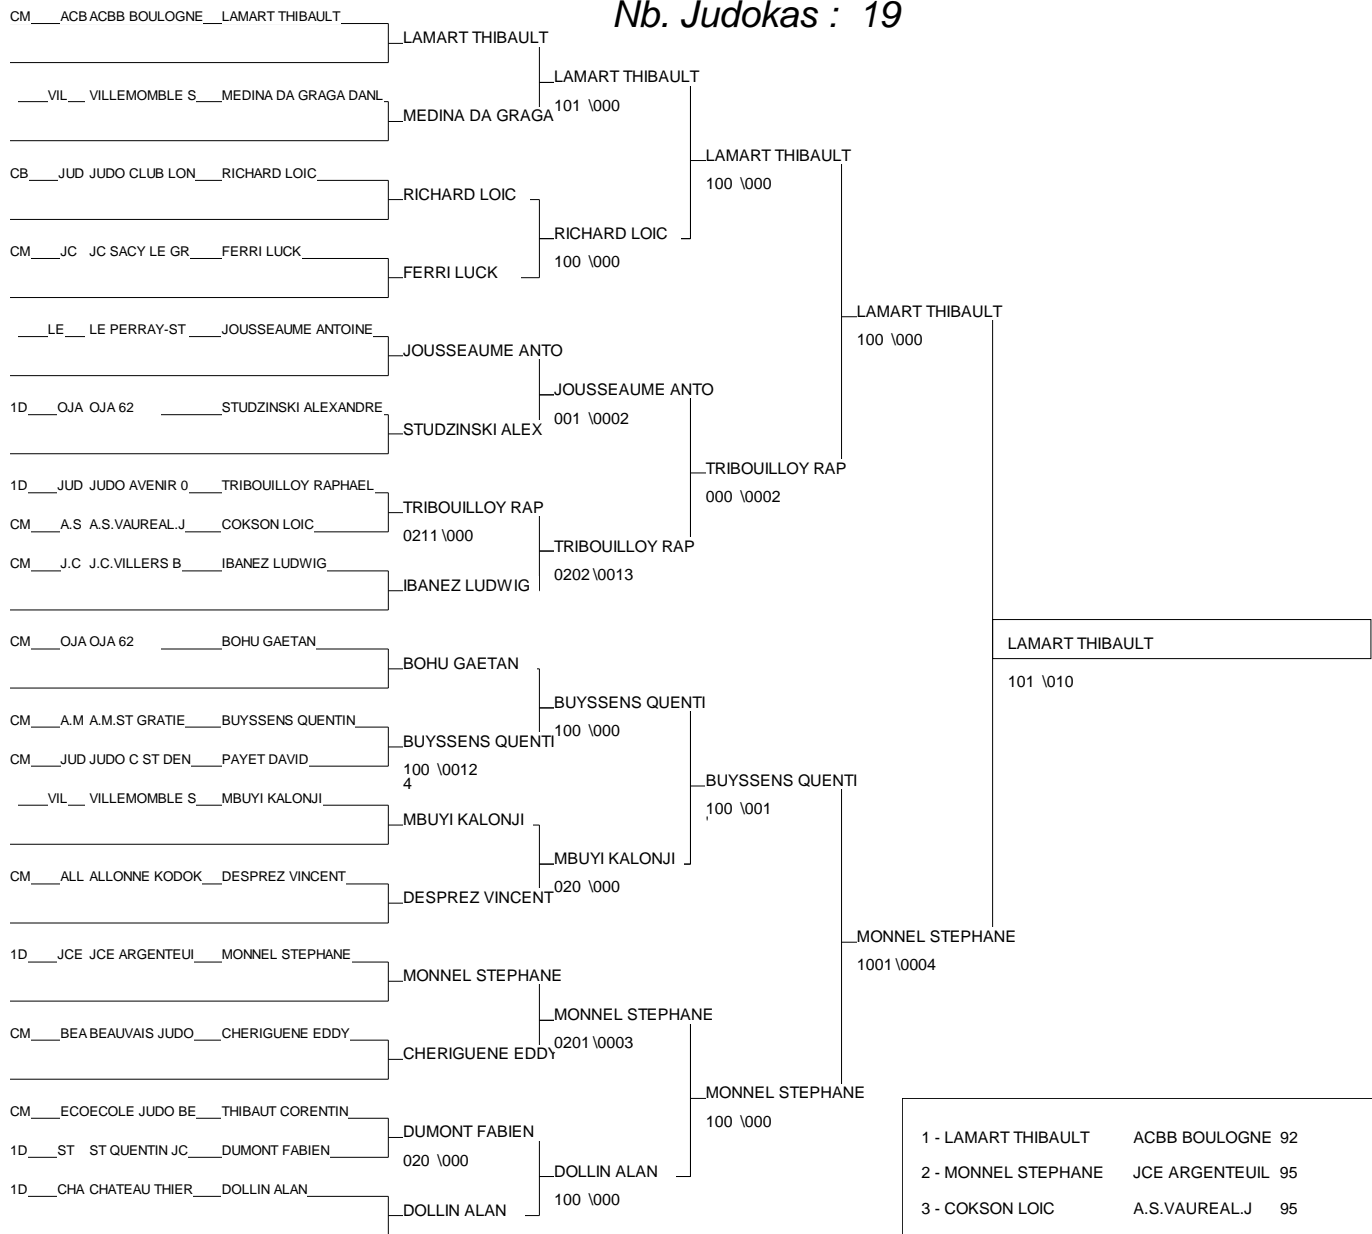 Nb. Judokas : 19
CM ACB ACBB BOULOGNE LAMART THIBAULT
LAMART THIBAULT
LAMART THIBAULT
101 \000
VIL VILLEMOMBLE S MEDINA DA GRAGA DANL
MEDINA DA GRAGA
LAMART THIBAULT
100 \000
CB JUD JUDO CLUB LON RICHARD LOIC
RICHARD LOIC
RICHARD LOIC
100 \000
CM JC JC SACY LE GR FERRI LUCK
FERRI LUCK
LAMART THIBAULT
100 \000
LE LE PERRAY-ST JOUSSEAUME ANTOINE
JOUSSEAUME ANTO
JOUSSEAUME ANTO
001 \0002
1D OJA OJA 62 STUDZINSKI ALEXANDRE
STUDZINSKI ALEX
TRIBOUILLOY RAP
000 \0002
1D JUD JUDO AVENIR 0 TRIBOUILLOY RAPHAEL
TRIBOUILLOY RAP
0211 \000
CM A.S A.S.VAUREAL.J COKSON LOIC
TRIBOUILLOY RAP
0202 \0013
CM J.C J.C.VILLERS B IBANEZ LUDWIG
IBANEZ LUDWIG
LAMART THIBAULT
101 \010
CM OJA OJA 62 BOHU GAETAN
BOHU GAETAN
BUYSSENS QUENTI
100 \000
CM A.M A.M.ST GRATIE BUYSSENS QUENTIN
BUYSSENS QUENTI
100 \0012
4
CM JUD JUDO C ST DEN PAYET DAVID
BUYSSENS QUENTI
100 \001
VIL VILLEMOMBLE S MBUYI KALONJI
MBUYI KALONJI
MBUYI KALONJI
020 \000
CM ALL ALLONNE KODOK DESPREZ VINCENT
DESPREZ VINCENT
MONNEL STEPHANE
1001 \0004
1D JCE JCE ARGENTEUI MONNEL STEPHANE
MONNEL STEPHANE
MONNEL STEPHANE
0201 \0003
CM BEA BEAUVAIS JUDO CHERIGUENE EDDY
CHERIGUENE EDDY
MONNEL STEPHANE
100 \000
CM ECO ECOLE JUDO BE THIBAUT CORENTIN
DUMONT FABIEN
020 \000
1D ST ST QUENTIN JC DUMONT FABIEN
DOLLIN ALAN
100 \000
1D CHA CHATEAU THIER DOLLIN ALAN
DOLLIN ALAN
1 - LAMART THIBAULT ACBB BOULOGNE 92
2 - MONNEL STEPHANE JCE ARGENTEUIL 95
3 - COKSON LOIC A.S.VAUREAL.J 95